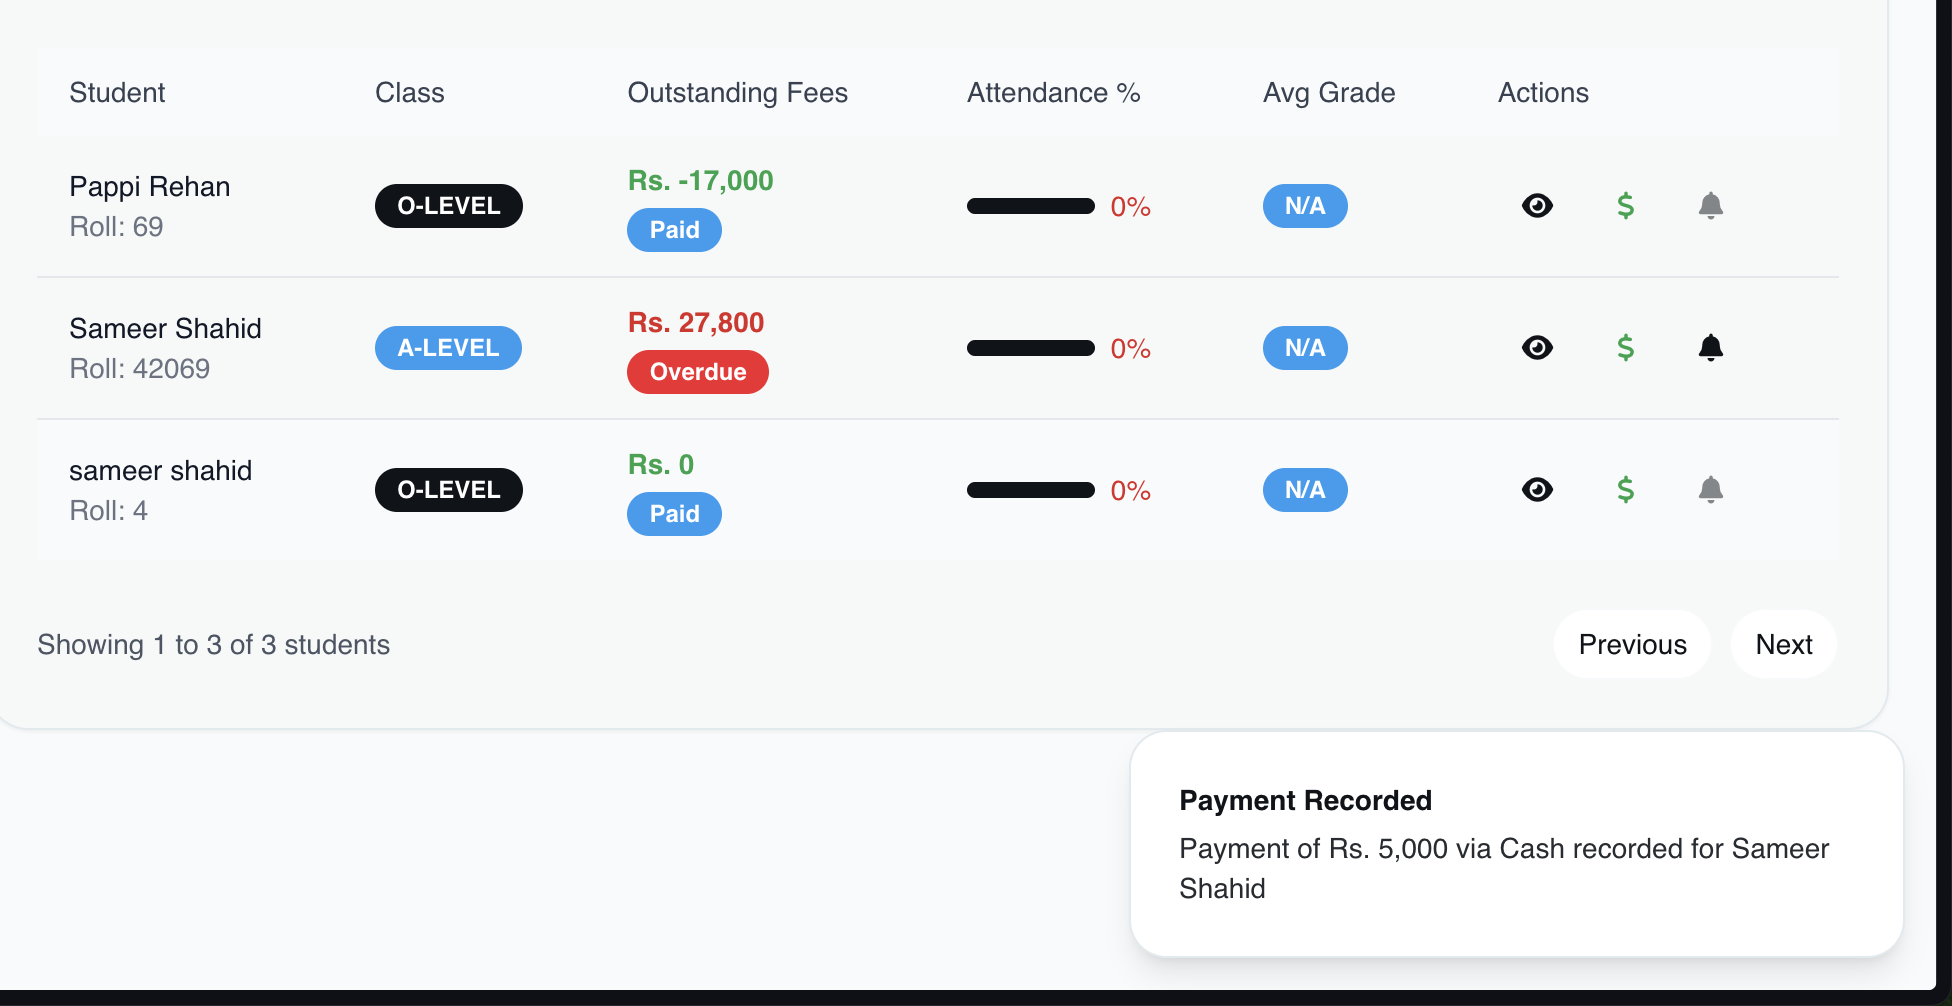 Student Class Outstanding Fees Attendance % Avg Grade Actions
Pappi Rehan
Roll: 69
O-LEVEL
Rs. -17,000
Paid
0%
N/A
$
Sameer Shahid
Roll: 42069
A-LEVEL
Rs. 27,800
Overdue
0%
N/A
$
sameer shahid
Roll: 4
O-LEVEL
Rs. 0
Paid
0%
N/A
$
Showing 1 to 3 of 3 students
Previous Next
Payment Recorded
Payment of Rs. 5,000 via Cash recorded for Sameer
Shahid